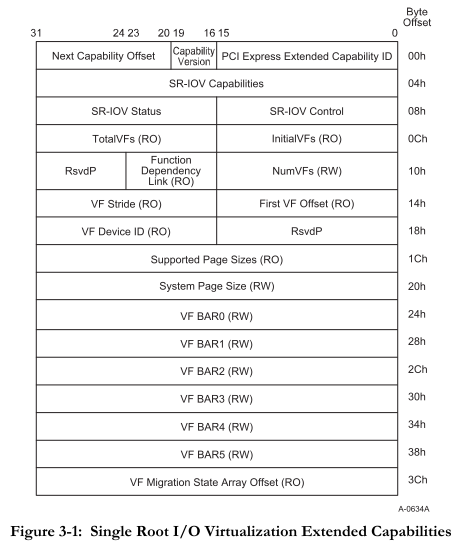 Byte
Offset
31 24 23 20 19 16 15 0
Next Capability Offset Capability Version PCI Express Extended Capability ID 00h
SR-IOV Capabilities 04h
SR-IOV Status SR-IOV Control 08h
TotalVFs (RO) InitialVFs (RO) 0Ch
RsvdP Function Dependency Link (RO) NumVFs (RW) 10h
VF Stride (RO) First VF Offset (RO) 14h
VF Device ID (RO) RsvdP 18h
Supported Page Sizes (RO) 1Ch
System Page Size (RW) 20h
VF BAR0 (RW) 24h
VF BAR1 (RW) 28h
VF BAR2 (RW) 2Ch
VF BAR3 (RW) 30h
VF BAR4 (RW) 34h
VF BAR5 (RW) 38h
VF Migration State Array Offset (RO) 3Ch
A-0634A
Figure 3-1: Single Root I/O Virtualization Extended Capabilities